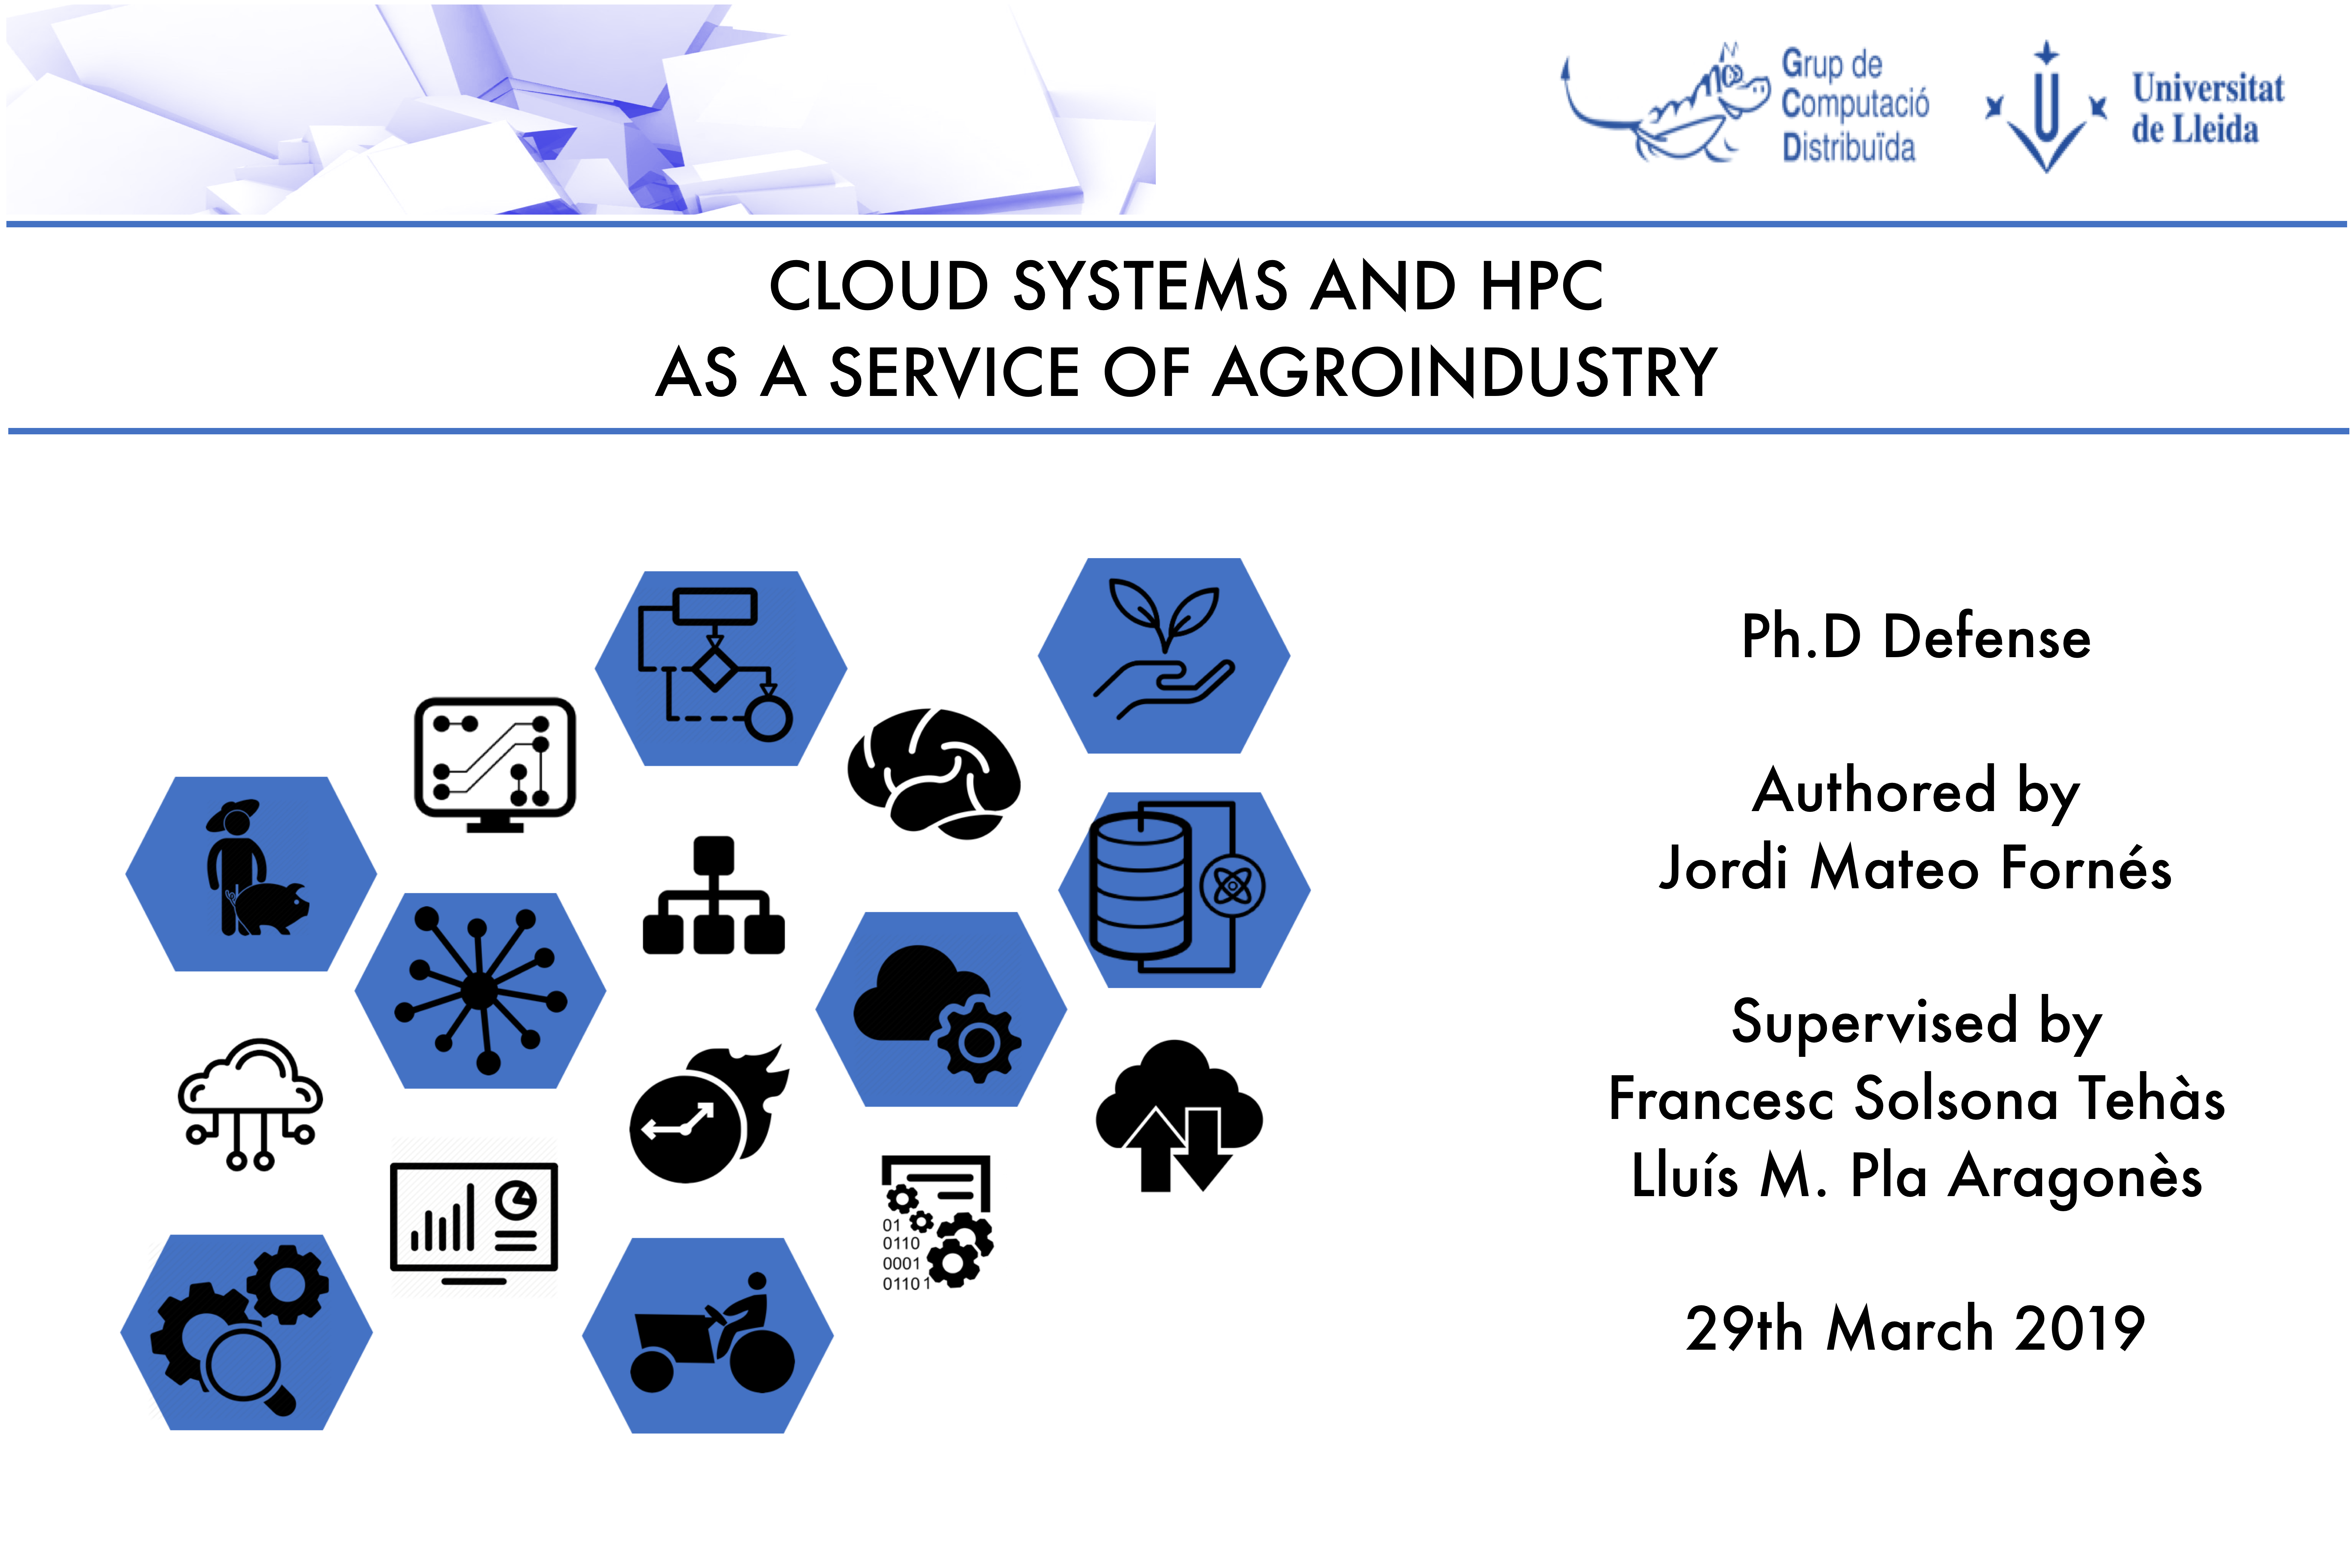 Grup de
Computació
Distribuïda
Universitat
de Lleida
CLOUD SYSTEMS AND HPC
AS A SERVICE OF AGROINDUSTRY
Ph.D Defense
Authored by
Jordi Mateo Fornés
Supervised by
Francesc Solsona Tehàs
Lluís M. Pla Aragonès
29th March 2019
01
0110
0001
0110 1